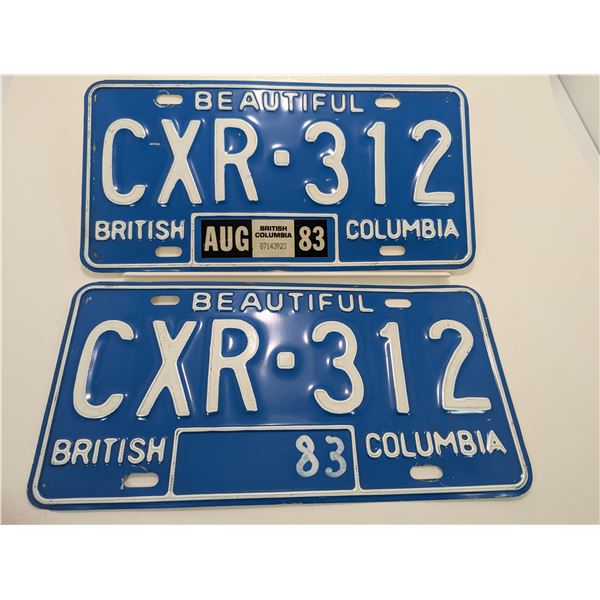 BEAUTIFUL
CXR·312
BRITISH AUG BRITISH COLUMBIA 83 COLUMBIA
BEAUTIFUL
CXR·312
BRITISH 83 COLUMBIA